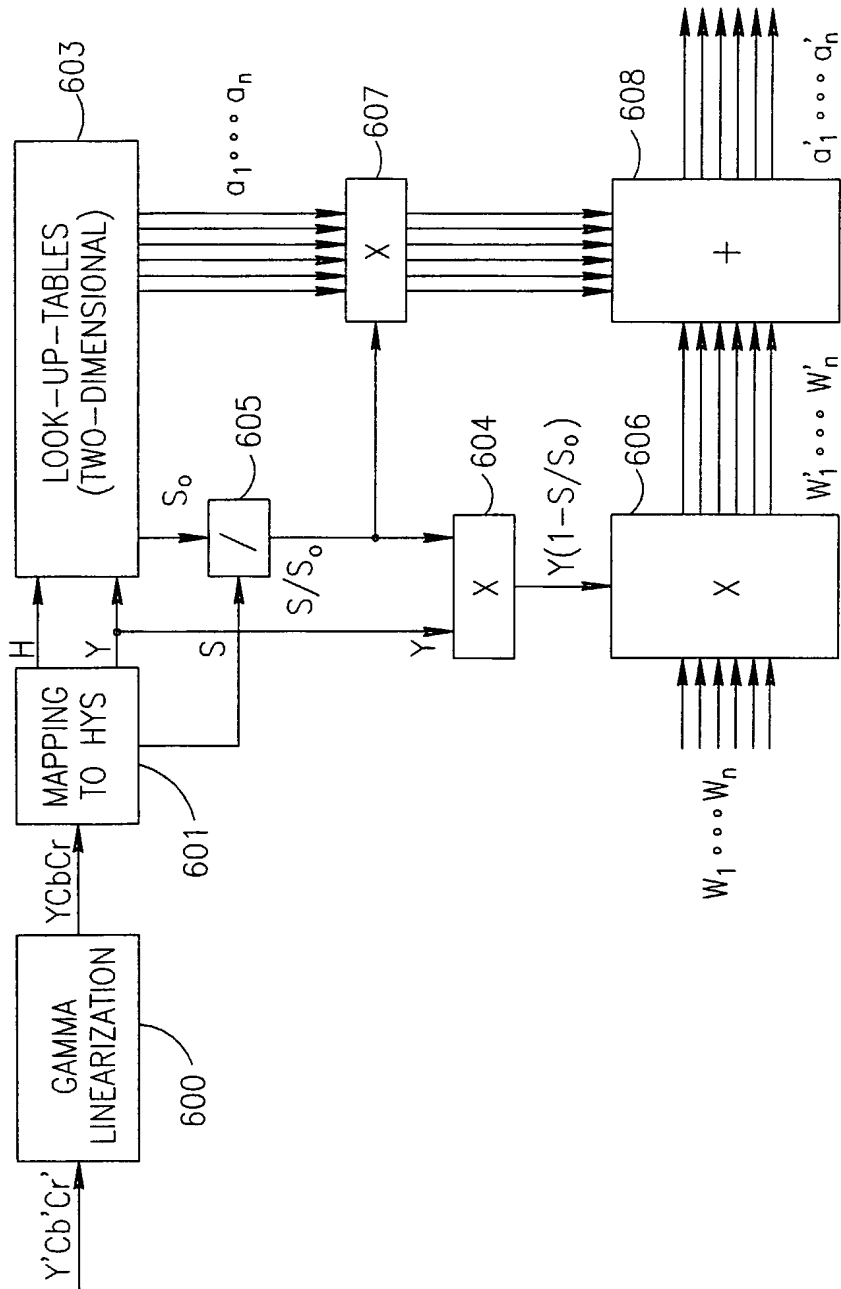 Y'Cb'Cr'
GAMMA
LINEARIZATION
600
YCbCr
MAPPING
TO HYS
601
H
Y
S
LOOK-UP-TABLES
(TWO-DIMENSIONAL)
603
S₀
/
605
S/S₀
a₁∘∘∘aₙ
X
607
Y
X
604
Y(1-S/S₀)
W₁∘∘∘Wₙ
X
606
W'₁∘∘∘W'ₙ
+
608
a'₁∘∘∘∘a'ₙ